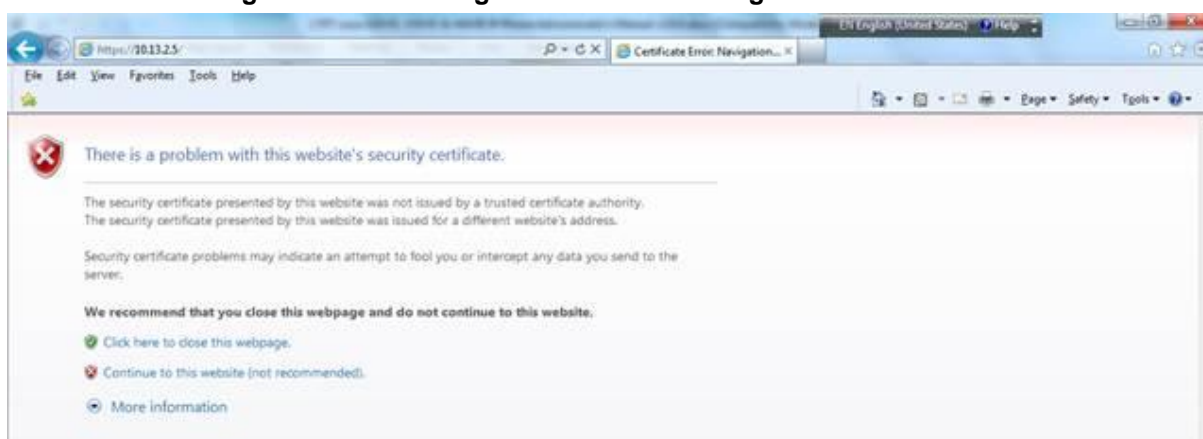 EN English (United States) Help
https://10.13.2.5/
Certificate Error: Navigation...
File Edit View Favorites Tools Help
Page Safety Tools
There is a problem with this website's security certificate.
The security certificate presented by this website was not issued by a trusted certificate authority.
The security certificate presented by this website was issued for a different website's address.
Security certificate problems may indicate an attempt to fool you or intercept any data you send to the
server.
We recommend that you close this webpage and do not continue to this website.
Click here to close this webpage.
Continue to this website (not recommended).
More information